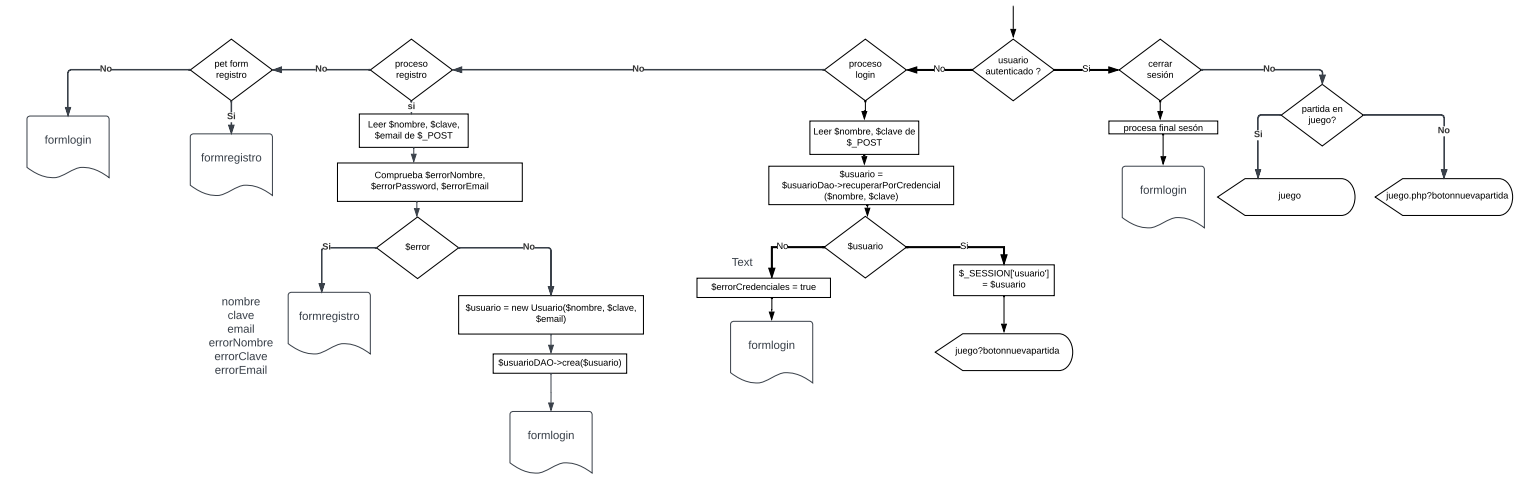 pet form
registro
proceso
registro
proceso
login
usuario
autenticado ?
cerrar
sesión
No
No
No
No
Si
No
formlogin
Si
formregistro
si
Leer $nombre, $clave,
$email de $_POST
Comprueba $errorNombre,
$errorPassword, $errorEmail
$error
Si
No
formregistro
nombre
clave
email
errorNombre
errorClave
errorEmail
$usuario = new Usuario($nombre, $clave,
$email)
$usuarioDAO->crea($usuario)
formlogin
Leer $nombre, $clave de
$_POST
$usuario =
$usuarioDao->recuperarPorCredencial
($nombre, $clave)
$usuario
No
Si
Text
$errorCredenciales = true
formlogin
$_SESSION['usuario']
= $usuario
juego?botonnuevapartida
procesa final sesón
formlogin
partida en
juego?
Si
No
juego
juego.php?botonnuevapartida